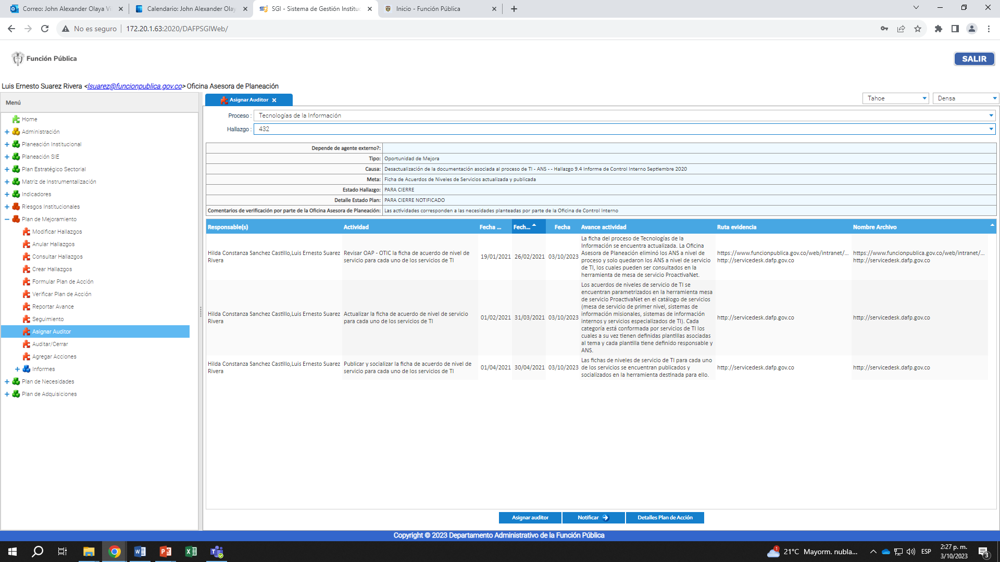 Correo: John Alexander Olaya Vi
Calendario: John Alexander Olay
SGI - Sistema de Gestión Instituc
Inicio - Función Pública
No es seguro
172.20.1.63:2020/DAFPSGIWeb/
Función Pública
SALIR
Luis Ernesto Suarez Rivera <lsuarez@funcionpublica.gov.co> Oficina Asesora de Planeación
Menú
Home
Administración
Planeación Institucional
Planeación SIE
Plan Estratégico Sectorial
Matriz de Instrumentalización
Indicadores
Riesgos Institucionales
Plan de Mejoramiento
Modificar Hallazgos
Anular Hallazgos
Consultar Hallazgos
Crear Hallazgos
Formular Plan de Acción
Verificar Plan de Acción
Reportar Avance
Seguimiento
Asignar Auditor
Auditar/Cerrar
Agregar Acciones
Informes
Plan de Necesidades
Plan de Adquisiciones
Asignar Auditor
Tahoe
Densa
Proceso : Tecnologías de la Información
Hallazgo : 432
Depende de agente externo?:
Tipo: Oportunidad de Mejora
Causa: Desactualización de la documentación asociada al proceso de TI - ANS - - Hallazgo 9.4 Informe de Control Interno Septiembre 2020
Meta: Ficha de Acuerdos de Niveles de Servicios actualizada y publicada
Estado Hallazgo: PARA CIERRE
Detalle Estado Plan: PARA CIERRE NOTIFICADO
Comentarios de verificación por parte de la Oficina Asesora de Planeación: Las actividades corresponden a las necesidades planteadas por parte de la Oficina de Control Interno
Responsable(s) Actividad Fecha ... Fech... Fecha Avance actividad Ruta evidencia Nombre Archivo
Hilda Constanza Sanchez Castillo,Luis Ernesto Suarez
Rivera
Revisar OAP - OTIC la ficha de acuerdo de nivel de
servicio para cada uno de los servicios de TI
19/01/2021
26/02/2021
03/10/2023
La ficha del proceso de Tecnologías de la
Información se encuentra actualizada. La Oficina
Asesora de Planeación eliminó los ANS a nivel de
proceso y solo quedaron los ANS a nivel de servicio
de TI, los cuales pueden ser consultados en la
herramienta de mesa de servicio ProactivaNet.
https://www.funcionpublica.gov.co/web/intranet/...
http://servicedesk.dafp.gov.co
https://www.funcionpublica.gov.co/web/intranet/...
http://servicedesk.dafp.gov.co
Hilda Constanza Sanchez Castillo,Luis Ernesto Suarez
Rivera
Actualizar la ficha de acuerdo de nivel de servicio
para cada uno de los servicios de TI
01/02/2021
31/03/2021
03/10/2023
Los acuerdos de niveles de servicio de TI se
encuentran parametrizados en la herramienta mesa
de servicio ProactivaNet en el catálogo de servicios
(mesa de servicio de primer nivel, sistemas de
información misionales, sistemas de información
internos y servicios especializados de TI). Cada
categoría está conformada por servicios de TI los
cuales a su vez tienen definidas plantillas asociadas
al tema y cada plantilla tiene definido responsable y
ANS.
http://servicedesk.dafp.gov.co
http://servicedesk.dafp.gov.co
Hilda Constanza Sanchez Castillo,Luis Ernesto Suarez
Rivera
Publicar y socializar la ficha de acuerdo de nivel de
servicio para cada uno de los servicios de TI
01/04/2021
30/04/2021
03/10/2023
Las fichas de niveles de servicio de TI para cada uno
de los servicios se encuentran publicados y
socializados en la herramienta destinada para ello.
http://servicedesk.dafp.gov.co
http://servicedesk.dafp.gov.co
Asignar auditor
Notificar
Detalles Plan de Acción
Copyright © 2023 Departamento Administrativo de la Función Pública
1
21°C Mayorm. nubla...
ESP
2:27 p. m.
3/10/2023
3